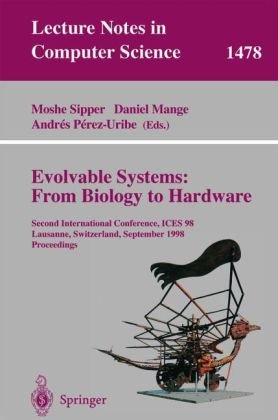 Lecture Notes in
Computer Science 1478
Moshe Sipper Daniel Mange
Andrés Pérez-Uribe (Eds.)
Evolvable Systems:
From Biology to Hardware
Second International Conference, ICES 98
Lausanne, Switzerland, September 1998
Proceedings
Springer